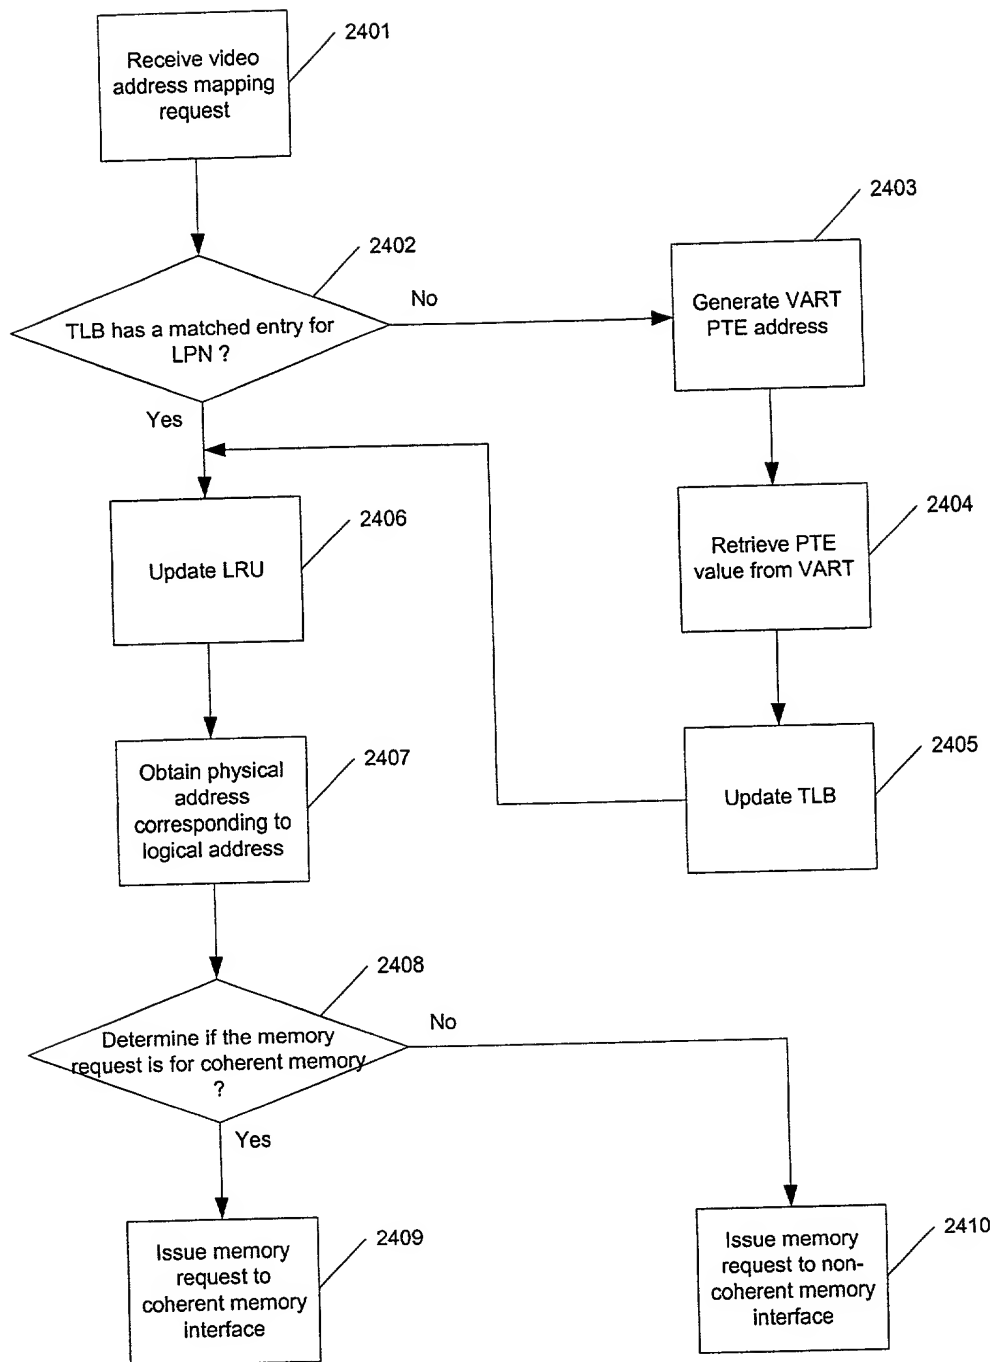 2401
Receive video
address mapping
request
2402
TLB has a matched entry for
LPN ?
No
Yes
2403
Generate VART
PTE address
2404
Retrieve PTE
value from VART
2405
Update TLB
2406
Update LRU
2407
Obtain physical
address
corresponding to
logical address
2408
Determine if the memory
request is for coherent memory
?
No
Yes
2409
Issue memory
request to
coherent memory
interface
2410
Issue memory
request to non-
coherent memory
interface